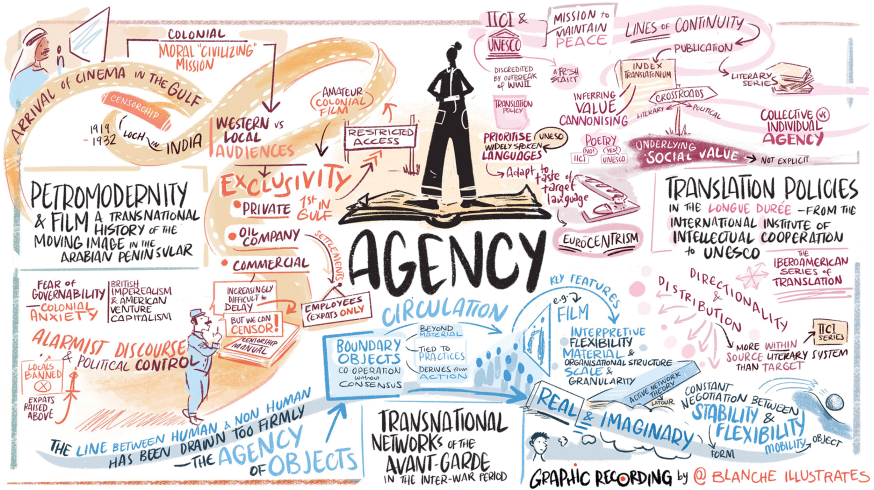 COLONIAL
MORAL "CIVILIZING"
MISSION
ARRIVAL OF CINEMA IN THE GULF
CENSORSHIP
1919
- 1932
LOCH IN INDIA
WESTERN VS
LOCAL
AUDIENCES
AMATEUR
COLONIAL
FILM
RESTRICTED
ACCESS
EXCLUSIVITY
PRIVATE
1ST IN
GULF
OIL
COMPANY
COMMERCIAL
SETTLEMENTS
EMPLOYEES
(EXPATS) ONLY
PETROMODERNITY
& FILM A TRANSNATIONAL
HISTORY OF THE
MOVING IMAGE IN THE
ARABIAN PENINSULAR
FEAR OF
GOVERNABILITY
COLONIAL
ANXIETY
BRITISH
IMPEREALISM
& AMERICAN
VENTURE
CAPITALISM
INCREASINGLY
DIFFICULT to
DELAY
BUT WE CAN
CENSOR!
CENSORSHIP
MANUAL
ALARMIST DISCOURSE
& POLITICAL CONTROL
LOCALS
BANNED
EXPATS
RAISED
ABOVE
THE LINE BETWEEN HUMAN & NON HUMAN
HAS BEEN DRAWN TOO FIRMLY
—THE AGENCY
OF OBJECTS
AGENCY
IICI &
UNESCO
MISSION to
MAINTAIN
PEACE
DISCREDITED
BY OUTBREAK
OF WWII
A FRESH
START
TRANSLATION
POLICY
PRIORITISE
WIDELY SPOKEN
LANGUAGES
UNESCO
Adapt to
taste of
target
language
EUROCENTRISM
LINES OF CONTINUITY
PUBLICATION
INDEX
TRANSLATIONIUM
LITERARY
SERIES
INFERRING
VALUE
CANNONISING
CROSSROADS
LITERARY
POLITICAL
COLLECTIVE VS
INDIVIDUAL
AGENCY
POETRY
NO!
IICI
YES!
UNESCO
UNDERLYING
SOCIAL VALUE
NOT EXPLICIT
TRANSLATION POLICIES
IN THE LONGUE DURÉE —FROM THE
INTERNATIONAL INSTITUTE OF
INTELLECTUAL COOPERATION
to UNESCO
THE
IBEROAMERICAN
SERIES OF
TRANSLATION
DIRECTIONALITY
&
DISTRIBUTION
MORE WITHIN
SOURCE LITERARY SYSTEM
THAN TARGET
IICI
SERIES
CIRCULATION
BOUNDARY
OBJECTS
CO-OPERATION
WITHOUT
CONSENSUS
BEYOND
MATERIAL
TIED TO
PRACTICES
DERIVES from
ACTION
KEY FEATURES
e.g.
FILM
INTERPRETIVE
FLEXIBILITY
MATERIAL &
ORGANISATIONAL STRUCTURE
SCALE &
GRANULARITY
ACTIVE NETWORK
THEORY
LATOUR
REAL &
IMAGINARY
CONSTANT
NEGOTIATION BETWEEN
STABILITY
& FLEXIBILITY
MOBILITY
FORM
OBJECT
TRANSNATIONAL
NETWORKS OF THE
AVANT-GARDE
IN THE INTER-WAR PERIOD
GRAPHIC RECORDING by @ BLANCHE ILLUSTRATES